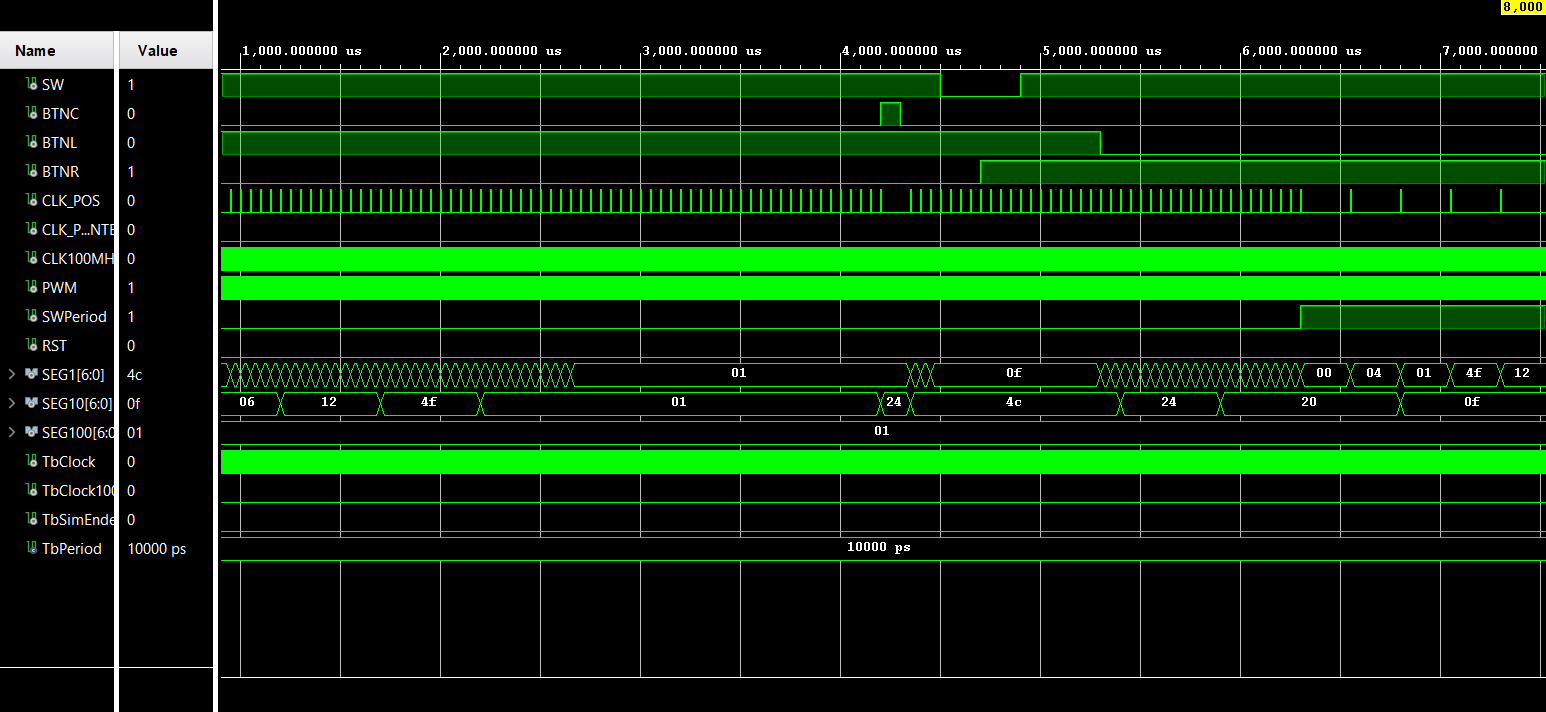 8,000
Name Value
1,000.000000 us 2,000.000000 us 3,000.000000 us 4,000.000000 us 5,000.000000 us 6,000.000000 us 7,000.000000
SW 1
BTNC 0
BTNL 0
BTNR 1
CLK_POS 0
CLK_P...NTE 0
CLK100MH 0
PWM 1
SWPeriod 1
RST 0
SEG1[6:0] 4c 01 0f 00 04 01 4f 12
SEG10[6:0] 0f 06 12 4f 01 24 4c 24 20 0f
SEG100[6:0 01 01
TbClock 0
TbClock100 0
TbSimEnde 0
TbPeriod 10000 ps 10000 ps